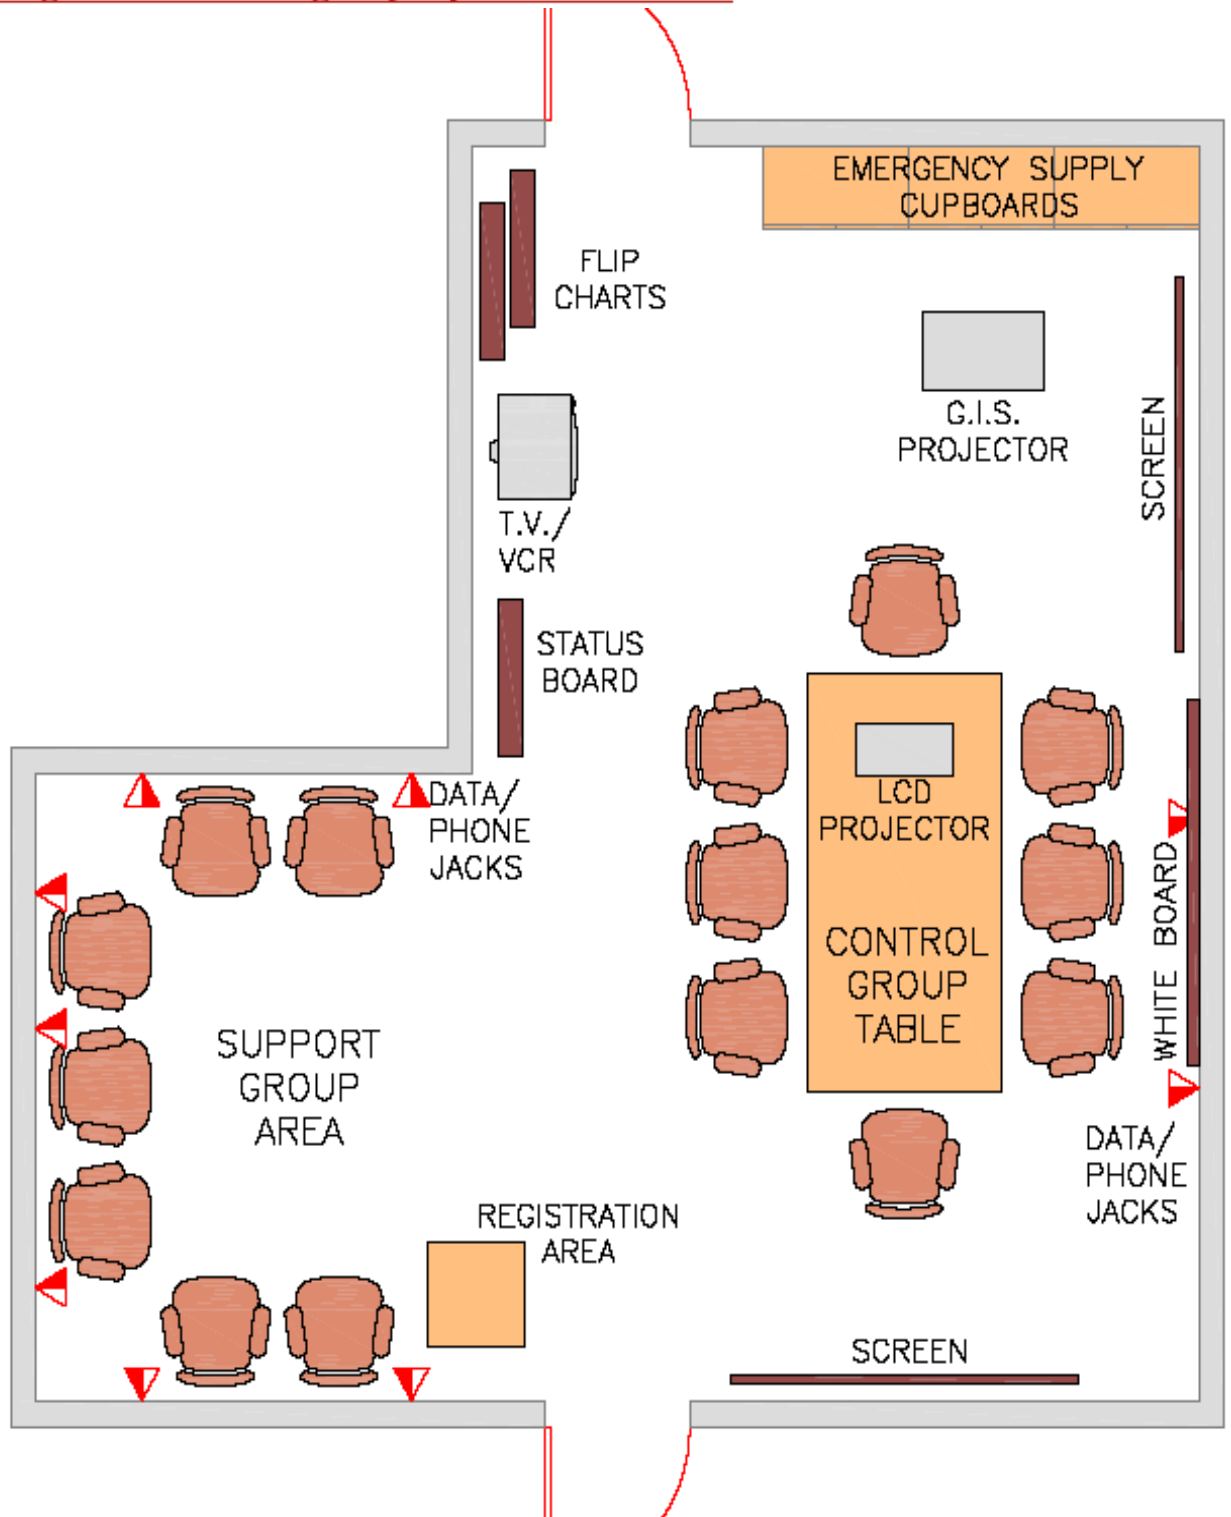 EMERGENCY SUPPLY
CUPBOARDS
FLIP
CHARTS
G.I.S.
PROJECTOR
SCREEN
T.V./
VCR
STATUS
BOARD
DATA/
PHONE
JACKS
LCD
PROJECTOR
CONTROL
GROUP
TABLE
WHITE BOARD
SUPPORT
GROUP
AREA
DATA/
PHONE
JACKS
REGISTRATION
AREA
SCREEN